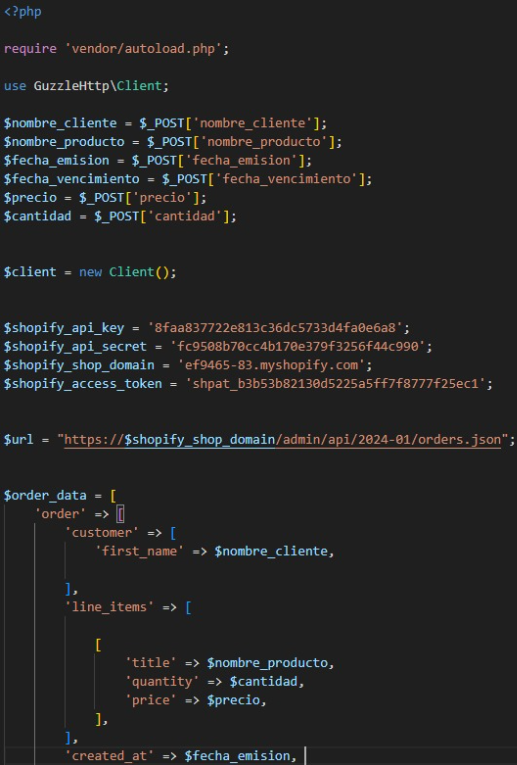 <?php
require 'vendor/autoload.php';
use GuzzleHttp\Client;
$nombre_cliente = $_POST['nombre_cliente'];
$nombre_producto = $_POST['nombre_producto'];
$fecha_emision = $_POST['fecha_emision'];
$fecha_vencimiento = $_POST['fecha_vencimiento'];
$precio = $_POST['precio'];
$cantidad = $_POST['cantidad'];
$client = new Client();
$shopify_api_key = '8faa837722e813c36dc5733d4fa0e6a8';
$shopify_api_secret = 'fc9508b70cc4b170e379f3256f44c990';
$shopify_shop_domain = 'ef9465-83.myshopify.com';
$shopify_access_token = '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';
$url = "https://$shopify_shop_domain/admin/api/2024-01/orders.json";
$order_data = [
'order' => [
'customer' => [
'first_name' => $nombre_cliente,
],
'line_items' => [
[
'title' => $nombre_producto,
'quantity' => $cantidad,
'price' => $precio,
],
],
'created_at' => $fecha_emision,